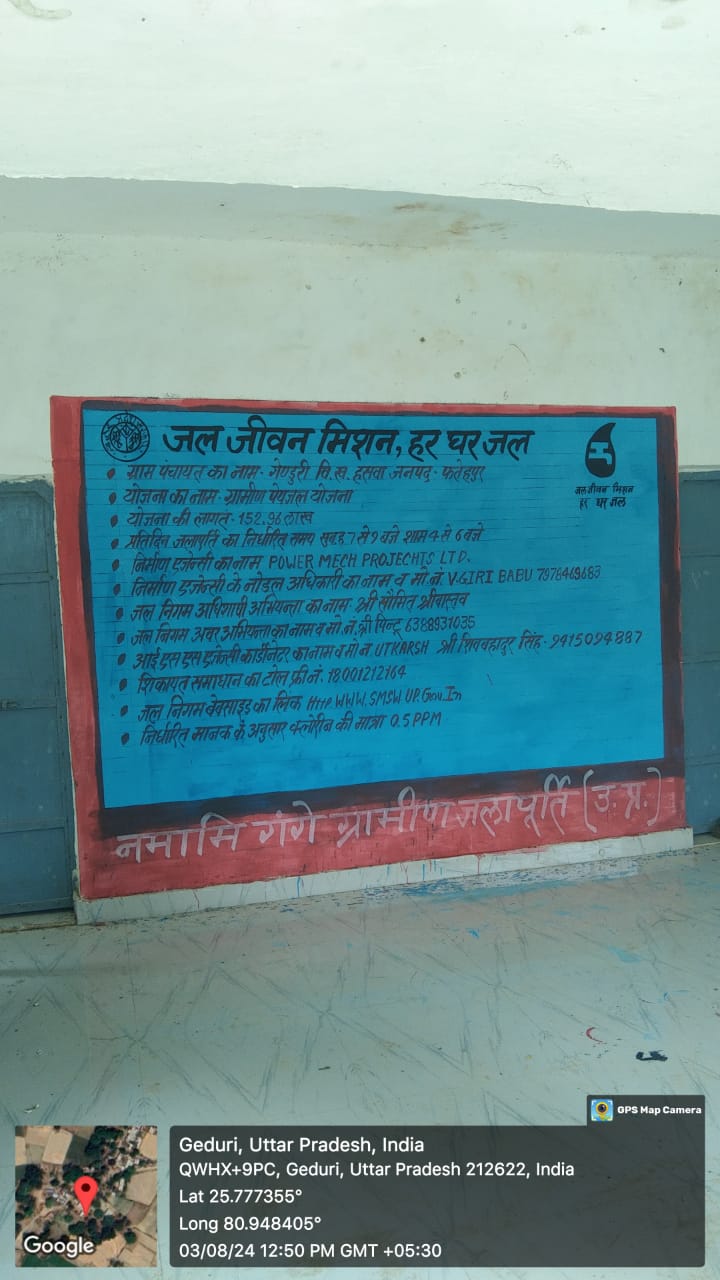 जल जीवन मिशन, हर घर जल
जल जीवन मिशन
हर घर जल
• ग्राम पंचायत का नाम- गेण्डुरी वि.ख. हसवा जनपद- फतेहपुर
• योजना का नाम- ग्रामीण पेयजल योजना
• योजना की लागत- 152.96 लाख
• प्रतिदिन जलापूर्ति का निर्धारित समय सुबह 7 से 9 बजे शाम 4 से 6 बजे
• निर्माण एजेन्सी का नाम POWER MECH PROJECHTS LTD.
• निर्माण एजेन्सी के नोडल अधिकारी का नाम व मो.नं. V.GIRI BABU 7976469683
• जल निगम अधिशाषी अभियन्ता का नाम श्री सौमित श्रीवास्तव
• जल निगम अवर अभियन्ता का नाम व मो.नं. श्री पिन्टू 6388931035
• आई एस एस एजेन्सी कार्डीनेटर का नाम व मो.नं. UTKARSH श्री शिवबहादुर सिंह- 9415094887
• शिकायत समाधान का टोल फ्री नं. 18001212164
• जल निगम वेबसाइड का लिंक Http.WWW.SMSWUP.Gov.In
• निर्धारित मानक के अनुसार क्लोरीन की मात्रा 0.5 PPM
नमामि गंगे ग्रामीण जलापूर्ति (उ.प्र.)
GPS Map Camera
Geduri, Uttar Pradesh, India
QWHX+9PC, Geduri, Uttar Pradesh 212622, India
Lat 25.777355°
Long 80.948405°
03/08/24 12:50 PM GMT +05:30
Google